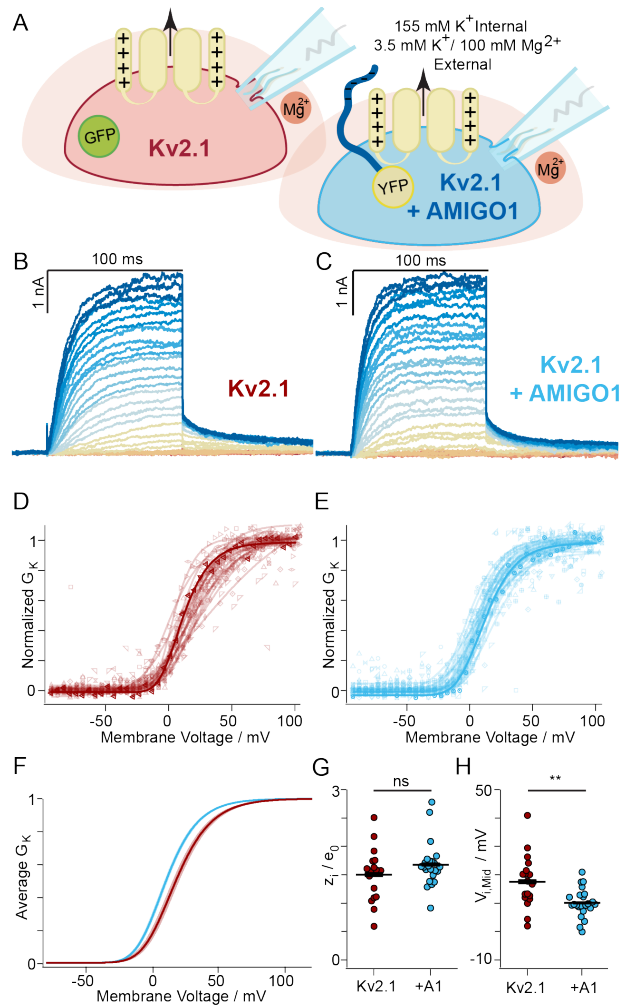 A
155 mM K+ Internal
3.5 mM K+/ 100 mM Mg2+
External
++++
++++
Mg2+
GFP
Kv2.1
++++
++++
Mg2+
YFP
Kv2.1
+ AMIGO1
B
100 ms
1 nA
Kv2.1
C
100 ms
1 nA
Kv2.1
+ AMIGO1
D
Normalized GK
1
0
-50
0
50
100
Membrane Voltage / mV
E
Normalized GK
1
0
-50
0
50
100
Membrane Voltage / mV
F
Average GK
1
0
-50
0
50
100
Membrane Voltage / mV
G
ns
zi / e0
3
0
Kv2.1
+A1
H
**
Vi,Mid / mV
50
-10
Kv2.1
+A1